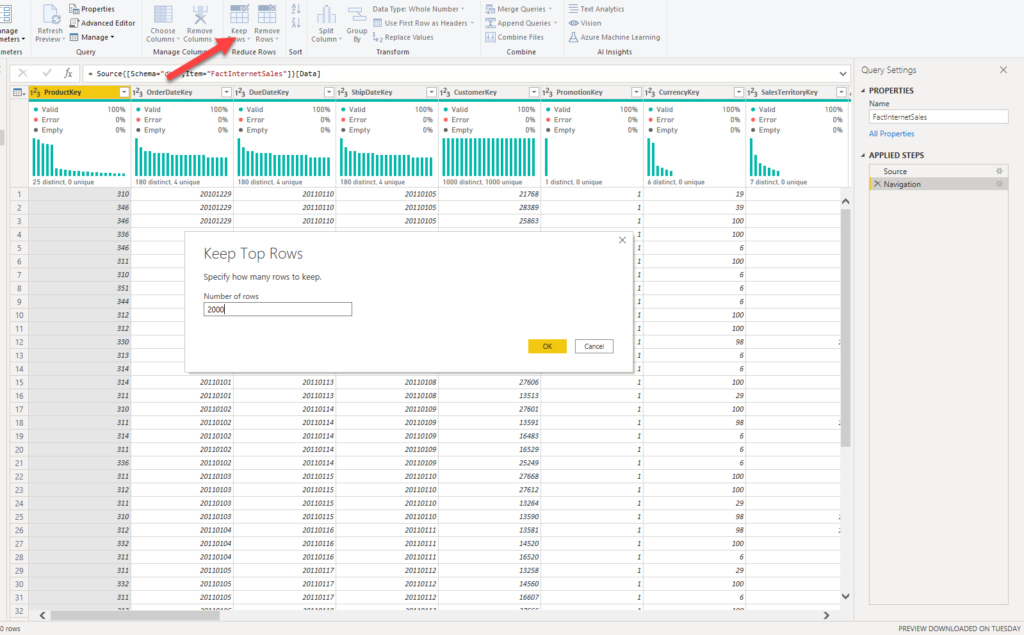 Properties
Advanced Editor
Manage
Refresh Preview
Choose Columns
Remove Columns
Keep Rows
Remove Rows
Split Column
Group By
Data Type: Whole Number
Use First Row as Headers
Replace Values
Merge Queries
Append Queries
Combine Files
Text Analytics
Vision
Azure Machine Learning
Query
Reduce Rows
Sort
Transform
Combine
AI Insights
Query Settings
PROPERTIES
Name
FactInternetSales
All Properties
APPLIED STEPS
Source
Navigation
ProductKey OrderDateKey DueDateKey ShipDateKey CustomerKey PromotionKey CurrencyKey SalesTerritoryKey
Valid 100% Valid 100% Valid 100% Valid 100% Valid 100% Valid 100% Valid 100% Valid 100%
Error 0% Error 0% Error 0% Error 0% Error 0% Error 0% Error 0% Error 0%
Empty 0% Empty 0% Empty 0% Empty 0% Empty 0% Empty 0% Empty 0% Empty 0%
25 distinct, 0 unique 180 distinct, 4 unique 180 distinct, 4 unique 180 distinct, 4 unique 1000 distinct, 1000 unique 1 distinct, 0 unique 6 distinct, 0 unique 7 distinct, 0 unique
1 310 20101229 20110110 20110105 21768 1 19
2 346 20101229 20110110 20110105 28389 1 39
3 346 20101229 20110110 20110105 25863 1 100
4 336 1 100
5 346 1 6
6 311 1 100
7 310 1 6
8 351 1 6
9 344 1 6
10 312 1 100
11 312 1 100
12 330 1 98
13 313 1 6
14 314 1 6
15 314 20110101 20110113 20110108 27606 1 100
16 311 20110101 20110113 20110108 13513 1 29
17 310 20110102 20110114 20110109 27601 1 100
18 311 20110102 20110114 20110109 13591 1 98
19 314 20110102 20110114 20110109 16483 1 6
20 311 20110102 20110114 20110109 16529 1 6
21 336 20110102 20110114 20110109 25249 1 6
22 311 20110103 20110115 20110110 27668 1 100
23 312 20110103 20110115 20110110 27612 1 100
24 311 20110103 20110115 20110110 13264 1 29
25 310 20110103 20110115 20110110 13590 1 98
26 312 20110104 20110116 20110111 13581 1 98
27 332 20110104 20110116 20110111 14520 1 100
28 311 20110104 20110116 20110111 16520 1 6
29 311 20110105 20110117 20110112 13258 1 29
30 332 20110105 20110117 20110112 14560 1 100
31 311 20110105 20110117 20110112 16607 1 6
32
Keep Top Rows
Specify how many rows to keep.
Number of rows
2000
OK Cancel
PREVIEW DOWNLOADED ON TUESDAY